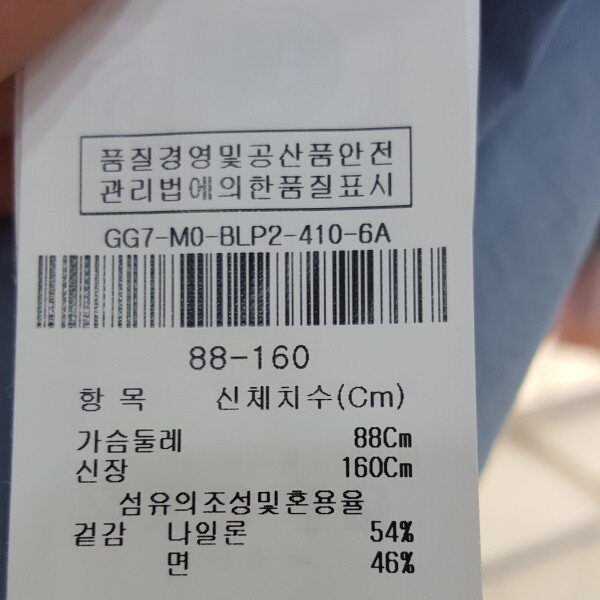 품질경영및공산품안전
관리법에의한품질표시
GG7-M0-BLP2-410-6A
88-160
항 목 신체치수(Cm)
가슴둘레 88Cm
신장 160Cm
섬유의조성및혼용율
겉감 나일론 54%
면 46%